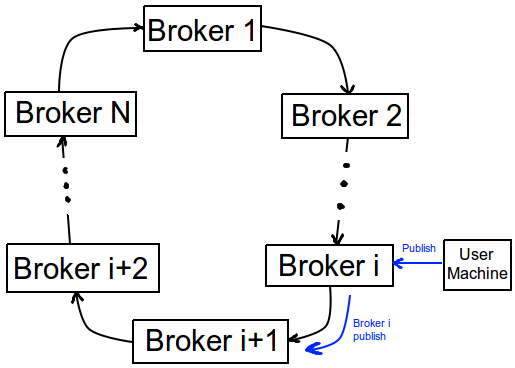 Broker 1
Broker N
Broker 2
Publish
User
Machine
Broker i
Broker i+2
Broker i
publish
Broker i+1